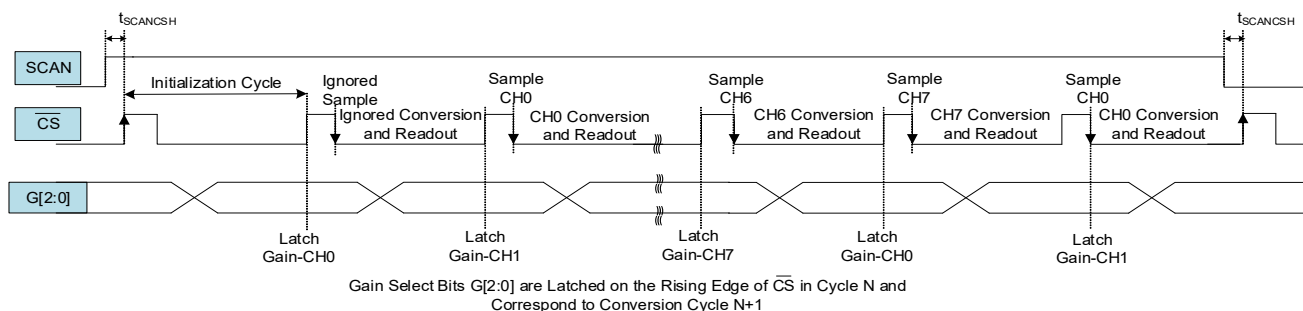 tSCANCSH
tSCANCSH
SCAN
Initialization Cycle
Ignored
Sample
Sample
CH0
Sample
CH6
Sample
CH7
Sample
CH0
CS
Ignored Conversion
and Readout
CH0 Conversion
and Readout
CH6 Conversion
and Readout
CH7 Conversion
and Readout
CH0 Conversion
and Readout
G[2:0]
Latch
Gain-CH0
Latch
Gain-CH1
Latch
Gain-CH7
Latch
Gain-CH0
Latch
Gain-CH1
Gain Select Bits G[2:0] are Latched on the Rising Edge of CS in Cycle N and
Correspond to Conversion Cycle N+1